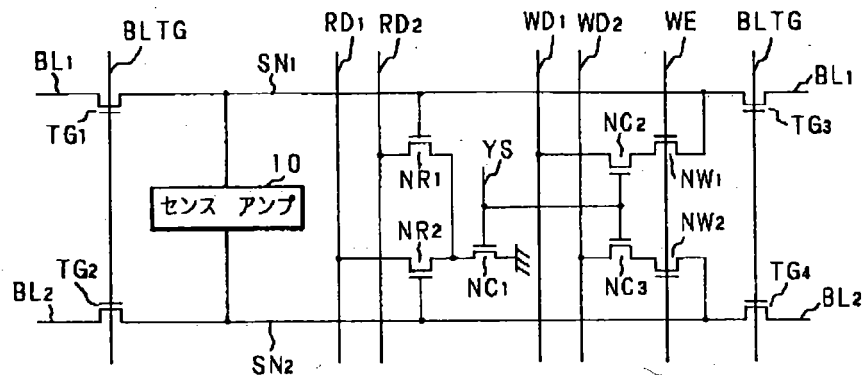 BLTG RD1 RD2 WD1 WD2 WE BLTG
BL1 SN1 BL1
TG1 NC2 TG3
10 YS
センス アンプ NR1 NW1
NR2 NW2
TG2 TG4
BL2 NC1 NC3 BL2
SN2